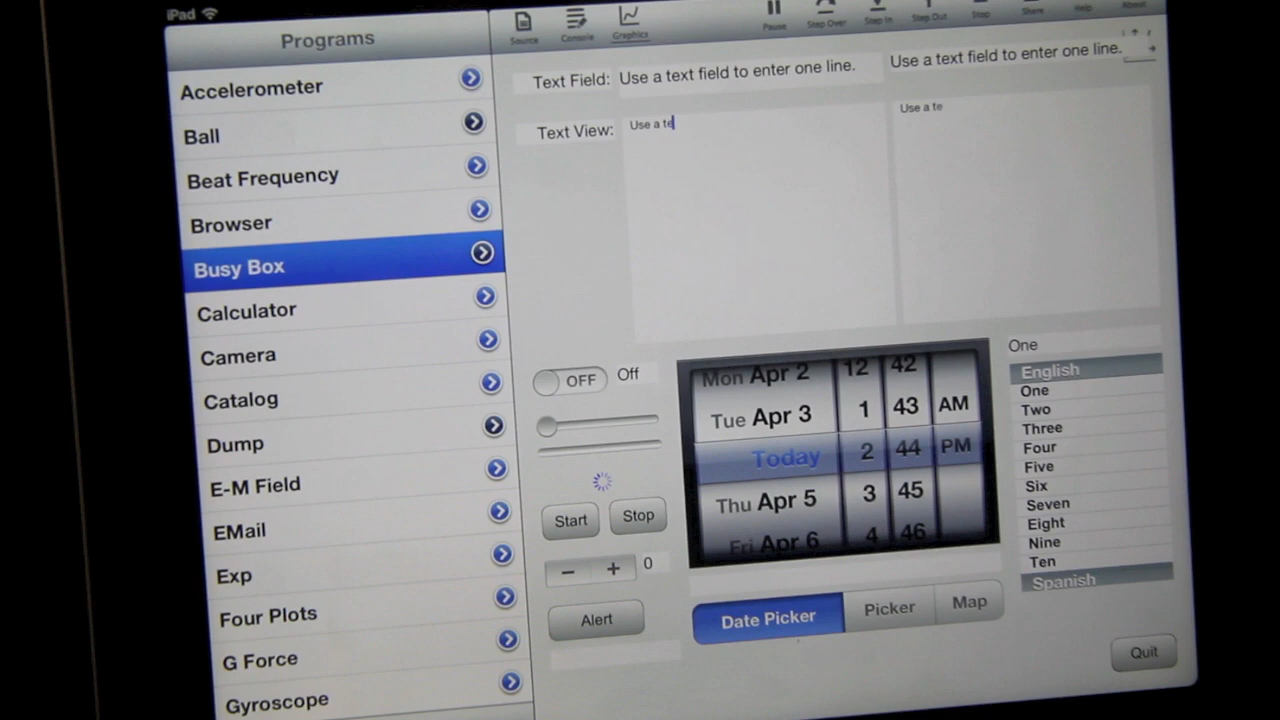 iPad
Programs
Accelerometer
Ball
Beat Frequency
Browser
Busy Box
Calculator
Camera
Catalog
Dump
E-M Field
EMail
Exp
Four Plots
G Force
Gyroscope
Source
Console
Graphics
Pause
Step Over
Step In
Step Out
Stop
Share
Help
About
Text Field:
Use a text field to enter one line.
Use a text field to enter one line.
Text View:
Use a te
Use a te
OFF
Off
Start
Stop
− + 0
Alert
Mon Apr 2 12 42
Tue Apr 3 1 43 AM
Today 2 44 PM
Thu Apr 5 3 45
Fri Apr 6 4 46
Date Picker
Picker
Map
One
English
One
Two
Three
Four
Five
Six
Seven
Eight
Nine
Ten
Spanish
Quit